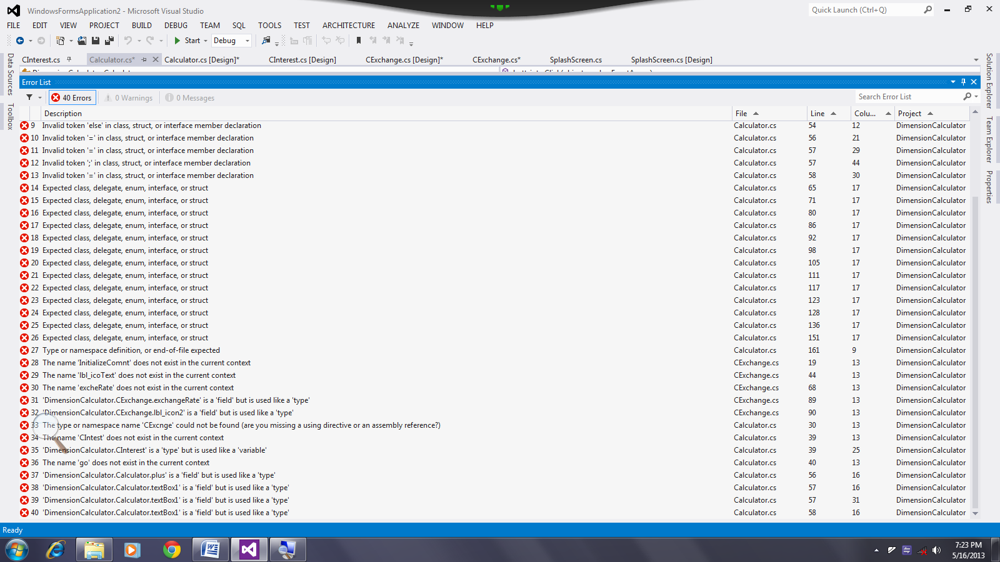 WindowsFormsApplication2 - Microsoft Visual Studio
Quick Launch (Ctrl+Q)
FILE EDIT VIEW PROJECT BUILD DEBUG TEAM SQL TOOLS TEST ARCHITECTURE ANALYZE WINDOW HELP
Start Debug
CInterest.cs Calculator.cs* Calculator.cs [Design]* CInterest.cs [Design] CExchange.cs [Design]* CExchange.cs* SplashScreen.cs SplashScreen.cs [Design]
Data Sources
Toolbox
Solution Explorer
Team Explorer
Properties
Error List
40 Errors 0 Warnings 0 Messages
Search Error List
Description File Line Colu... Project
9 Invalid token 'else' in class, struct, or interface member declaration Calculator.cs 54 12 DimensionCalculator
10 Invalid token '=' in class, struct, or interface member declaration Calculator.cs 56 21 DimensionCalculator
11 Invalid token '=' in class, struct, or interface member declaration Calculator.cs 57 29 DimensionCalculator
12 Invalid token ';' in class, struct, or interface member declaration Calculator.cs 57 44 DimensionCalculator
13 Invalid token '=' in class, struct, or interface member declaration Calculator.cs 58 30 DimensionCalculator
14 Expected class, delegate, enum, interface, or struct Calculator.cs 65 17 DimensionCalculator
15 Expected class, delegate, enum, interface, or struct Calculator.cs 71 17 DimensionCalculator
16 Expected class, delegate, enum, interface, or struct Calculator.cs 80 17 DimensionCalculator
17 Expected class, delegate, enum, interface, or struct Calculator.cs 86 17 DimensionCalculator
18 Expected class, delegate, enum, interface, or struct Calculator.cs 92 17 DimensionCalculator
19 Expected class, delegate, enum, interface, or struct Calculator.cs 98 17 DimensionCalculator
20 Expected class, delegate, enum, interface, or struct Calculator.cs 105 17 DimensionCalculator
21 Expected class, delegate, enum, interface, or struct Calculator.cs 111 17 DimensionCalculator
22 Expected class, delegate, enum, interface, or struct Calculator.cs 117 17 DimensionCalculator
23 Expected class, delegate, enum, interface, or struct Calculator.cs 123 17 DimensionCalculator
24 Expected class, delegate, enum, interface, or struct Calculator.cs 128 17 DimensionCalculator
25 Expected class, delegate, enum, interface, or struct Calculator.cs 136 17 DimensionCalculator
26 Expected class, delegate, enum, interface, or struct Calculator.cs 151 17 DimensionCalculator
27 Type or namespace definition, or end-of-file expected Calculator.cs 161 9 DimensionCalculator
28 The name 'InitializeComnt' does not exist in the current context CExchange.cs 19 13 DimensionCalculator
29 The name 'lbl_icoText' does not exist in the current context CExchange.cs 44 13 DimensionCalculator
30 The name 'excheRate' does not exist in the current context CExchange.cs 68 13 DimensionCalculator
31 'DimensionCalculator.CExchange.exchangeRate' is a 'field' but is used like a 'type' CExchange.cs 89 13 DimensionCalculator
32 'DimensionCalculator.CExchange.lbl_icon2' is a 'field' but is used like a 'type' CExchange.cs 90 13 DimensionCalculator
33 The type or namespace name 'CExcnge' could not be found (are you missing a using directive or an assembly reference?) Calculator.cs 30 13 DimensionCalculator
34 The name 'CIntest' does not exist in the current context Calculator.cs 39 13 DimensionCalculator
35 'DimensionCalculator.CInterest' is a 'type' but is used like a 'variable' Calculator.cs 39 25 DimensionCalculator
36 The name 'go' does not exist in the current context Calculator.cs 40 13 DimensionCalculator
37 'DimensionCalculator.Calculator.plus' is a 'field' but is used like a 'type' Calculator.cs 56 16 DimensionCalculator
38 'DimensionCalculator.Calculator.textBox1' is a 'field' but is used like a 'type' Calculator.cs 57 16 DimensionCalculator
39 'DimensionCalculator.Calculator.textBox1' is a 'field' but is used like a 'type' Calculator.cs 57 31 DimensionCalculator
40 'DimensionCalculator.Calculator.textBox1' is a 'field' but is used like a 'type' Calculator.cs 58 16 DimensionCalculator
Ready
7:23 PM
5/16/2013